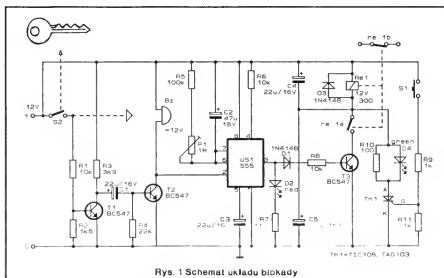 re 1b
12V
S2
R5
100k
R6
10k
C4
22u/16V
D3
1N4148
Re1
12V
300
S1
Bz
=12V
C2
47u
16V
P1
1M
US1
555
R1
10k
R3
3k9
22u/16V
C1
T2
BC547
T1
BC547
R2
1k5
R4
22k
C3
22u/16
1N4148
D1
D2
red
R7
R8
10k
re 1a
T3
BC547
C5
R10
100
green
D4
R9
1k
Th1
A
K
G
R11
1k
Th1=TIC106, TAG103
Rys. 1 Schemat układu blokady